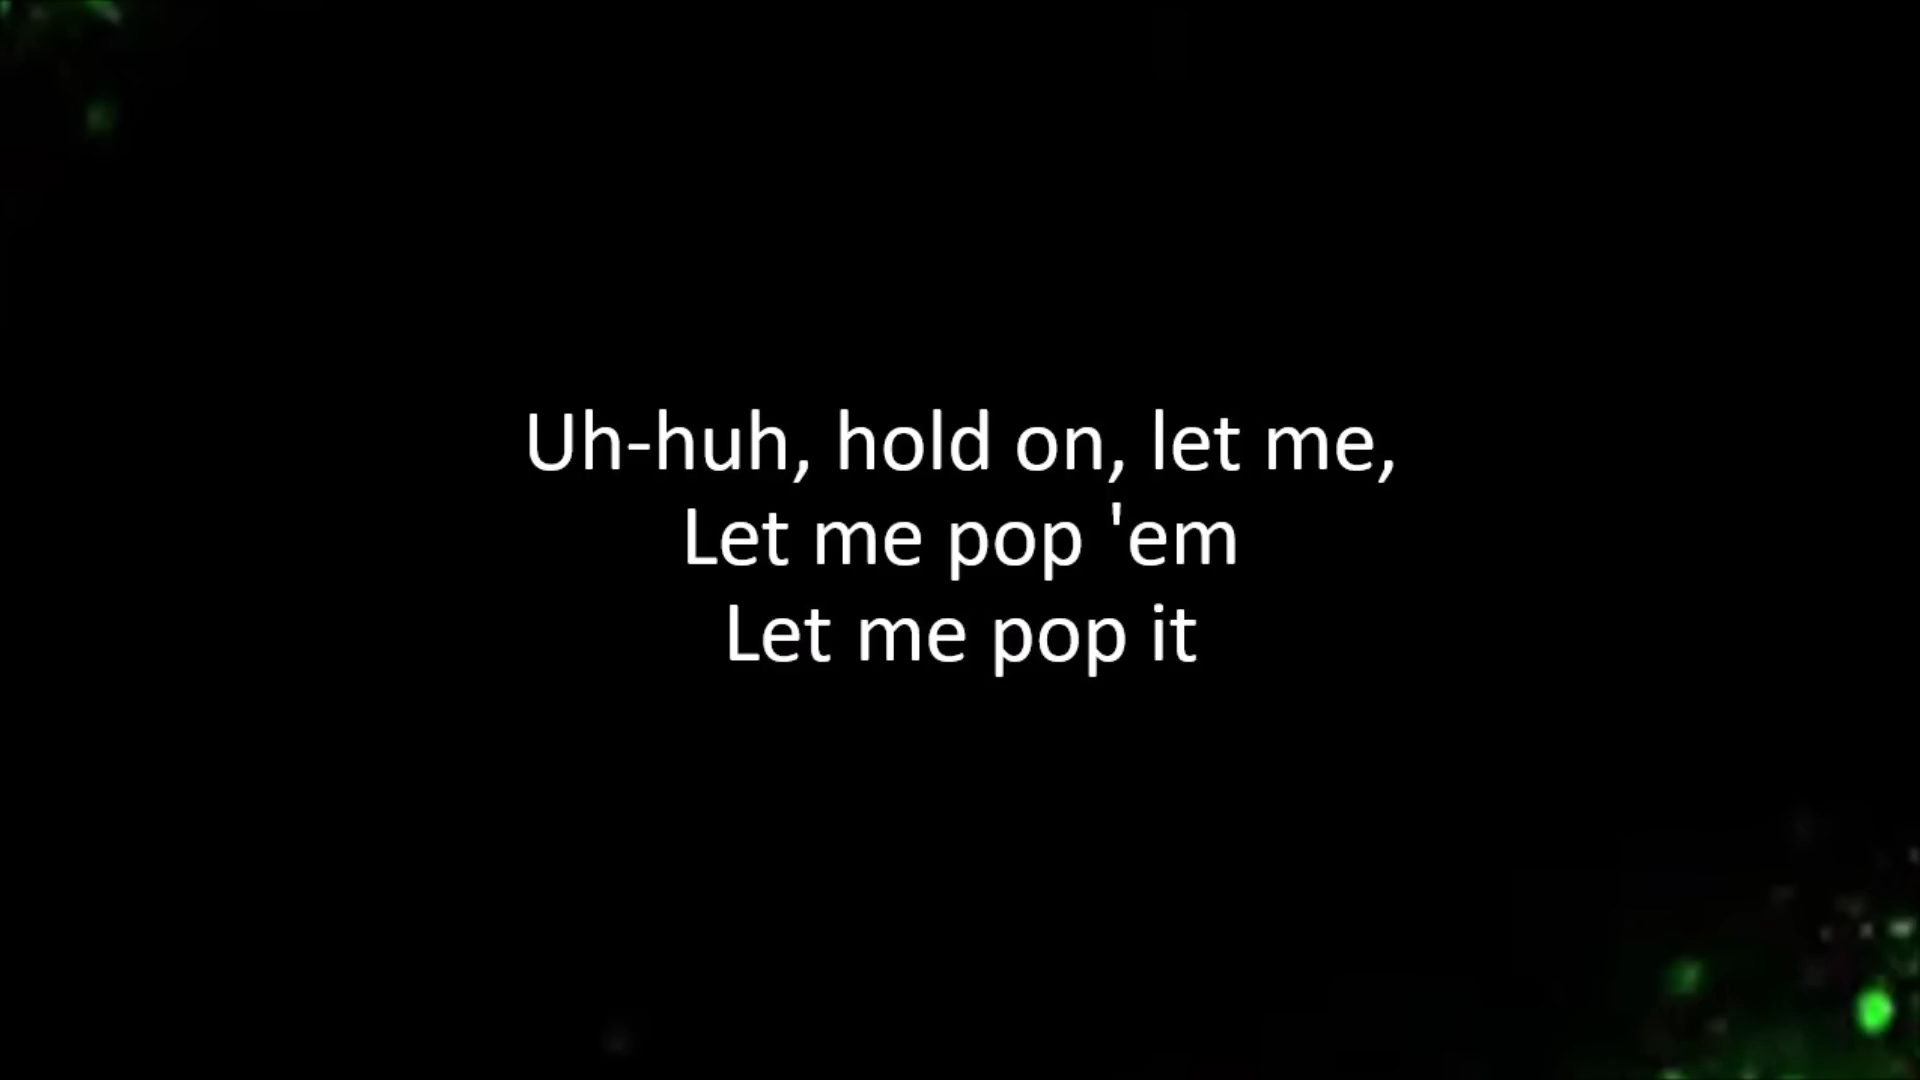 Uh-huh, hold on, let me,
Let me pop 'em
Let me pop it